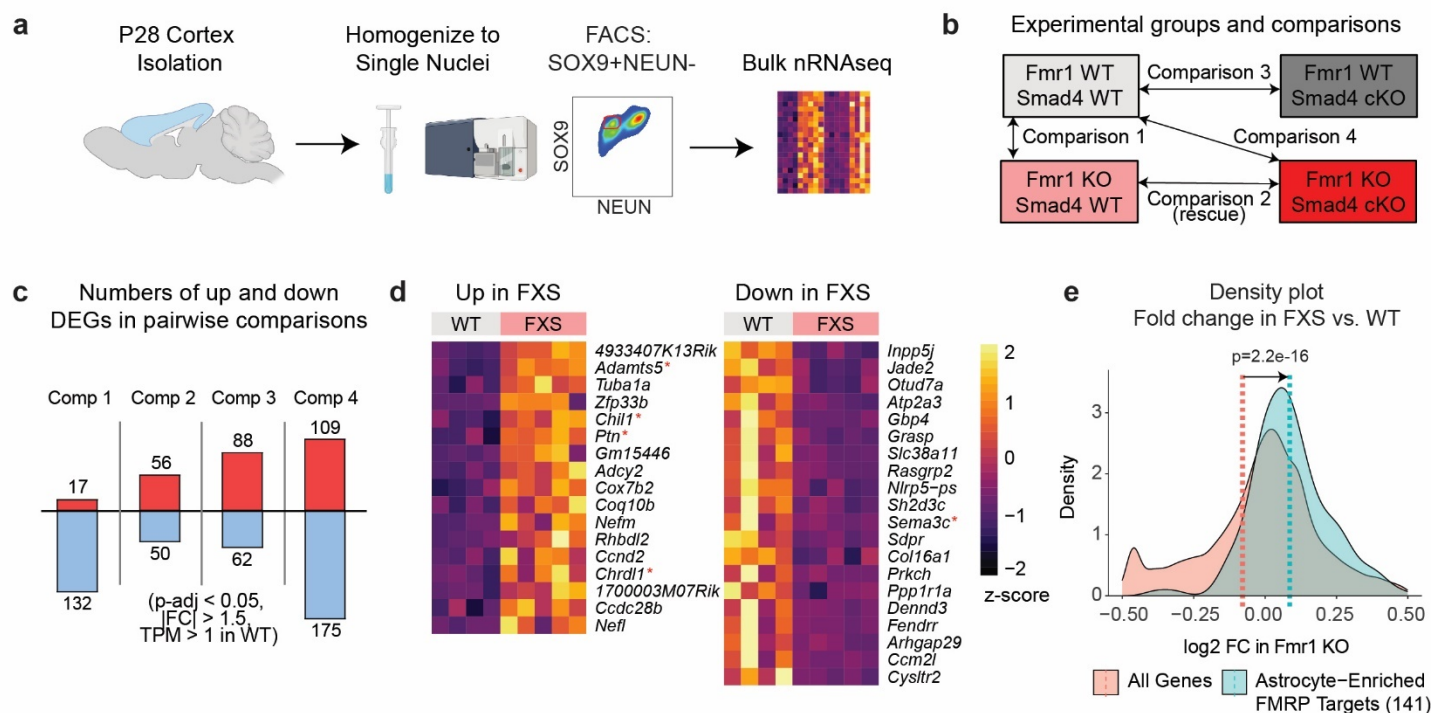 a
P28 Cortex
Isolation
Homogenize to
Single Nuclei
FACS:
SOX9+NEUN-
Bulk nRNAseq
SOX9
NEUN
b
Experimental groups and comparisons
Fmr1 WT
Smad4 WT
Comparison 3
Fmr1 WT
Smad4 cKO
Comparison 1
Comparison 4
Fmr1 KO
Smad4 WT
Comparison 2
(rescue)
Fmr1 KO
Smad4 cKO
c
Numbers of up and down
DEGs in pairwise comparisons
Comp 1
Comp 2
Comp 3
Comp 4
17
56
88
109
132
50
62
175
(p-adj < 0.05,
|FC| > 1.5,
TPM > 1 in WT)
d
Up in FXS
WT
FXS
4933407K13Rik
Adamts5*
Tuba1a
Zfp33b
Chil1*
Ptn*
Gm15446
Adcy2
Cox7b2
Coq10b
Nefm
Rhbdl2
Ccnd2
Chrdl1*
1700003M07Rik
Ccdc28b
Nefl
Down in FXS
WT
FXS
Inpp5j
Jade2
Otud7a
Atp2a3
Gbp4
Grasp
Slc38a11
Rasgrp2
Nlrp5-ps
Sh2d3c
Sema3c*
Sdpr
Col16a1
Prkch
Ppp1r1a
Dennd3
Fendrr
Arhgap29
Ccm2l
Cysltr2
2
1
0
−1
−2
z-score
e
Density plot
Fold change in FXS vs. WT
p=2.2e-16
Density
3
2
1
0
−0.50
−0.25
0.00
0.25
0.50
log2 FC in Fmr1 KO
All Genes
Astrocyte−Enriched
FMRP Targets (141)